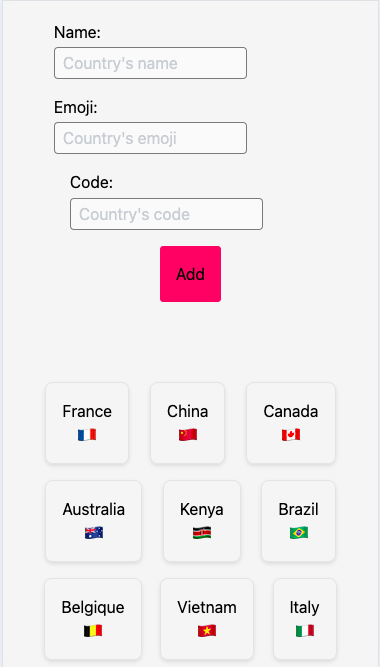 Name:
Country's name
Emoji:
Country's emoji
Code:
Country's code
Add
France China Canada
🇫🇷 🇨🇳 🇨🇦
Australia Kenya Brazil
🇦🇺 🇰🇪 🇧🇷
Belgique Vietnam Italy
🇧🇪 🇻🇳 🇮🇹